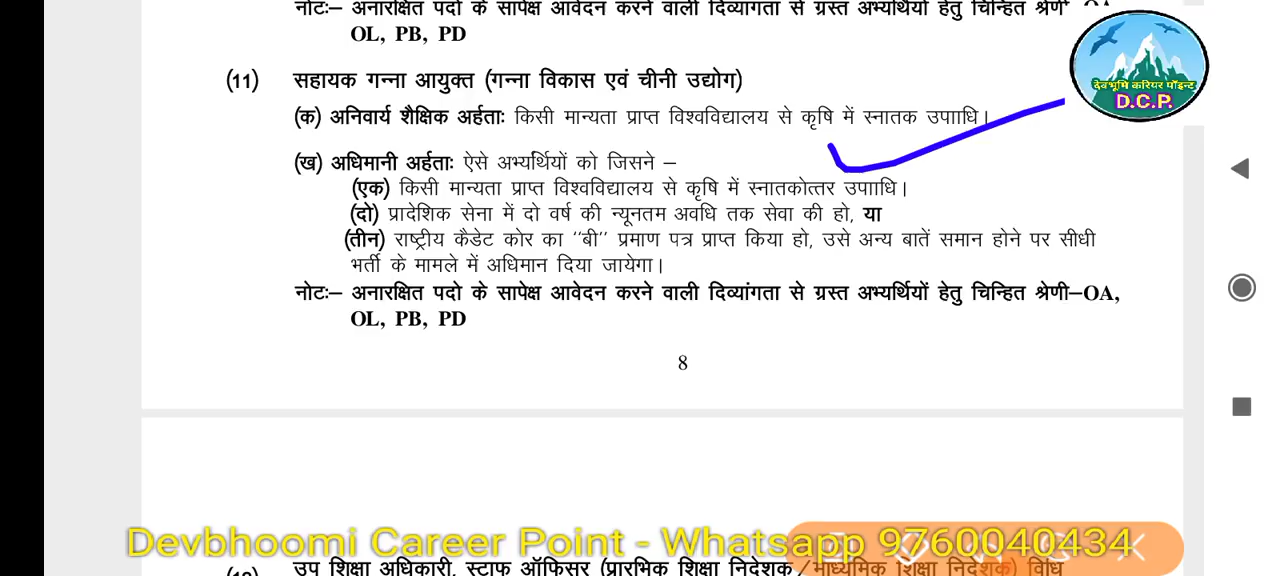 नोटः– अनारक्षित पदो के सापेक्ष आवेदन करने वाली दिव्यांगता से ग्रस्त अभ्यर्थियों हेतु चिन्हित श्रेणी–OA,
OL, PB, PD
देवभूमि करियर पॉइन्ट
D.C.P.
(11) सहायक गन्ना आयुक्त (गन्ना विकास एवं चीनी उद्योग)
(क) अनिवार्य शैक्षिक अर्हताः किसी मान्यता प्राप्त विश्वविद्यालय से कृषि में स्नातक उपााधि।
(ख) अधिमानी अर्हताः ऐसे अभ्यर्थियों को जिसने –
(एक) किसी मान्यता प्राप्त विश्वविद्यालय से कृषि में स्नातकोत्तर उपााधि।
(दो) प्रादेशिक सेना में दो वर्ष की न्यूनतम अवधि तक सेवा की हो, या
(तीन) राष्ट्रीय कैडेट कोर का "बी" प्रमाण पत्र प्राप्त किया हो, उसे अन्य बातें समान होने पर सीधी
भर्ती के मामले में अधिमान दिया जायेगा।
नोटः– अनारक्षित पदो के सापेक्ष आवेदन करने वाली दिव्यांगता से ग्रस्त अभ्यर्थियों हेतु चिन्हित श्रेणी–OA,
OL, PB, PD
8
Devbhoomi Career Point - Whatsapp 9760040434
उप शिक्षा अधिकारी, स्टाफ ऑफिसर (प्रारभिक शिक्षा निदेशक/माध्यमिक शिक्षा निदेशक) विधि